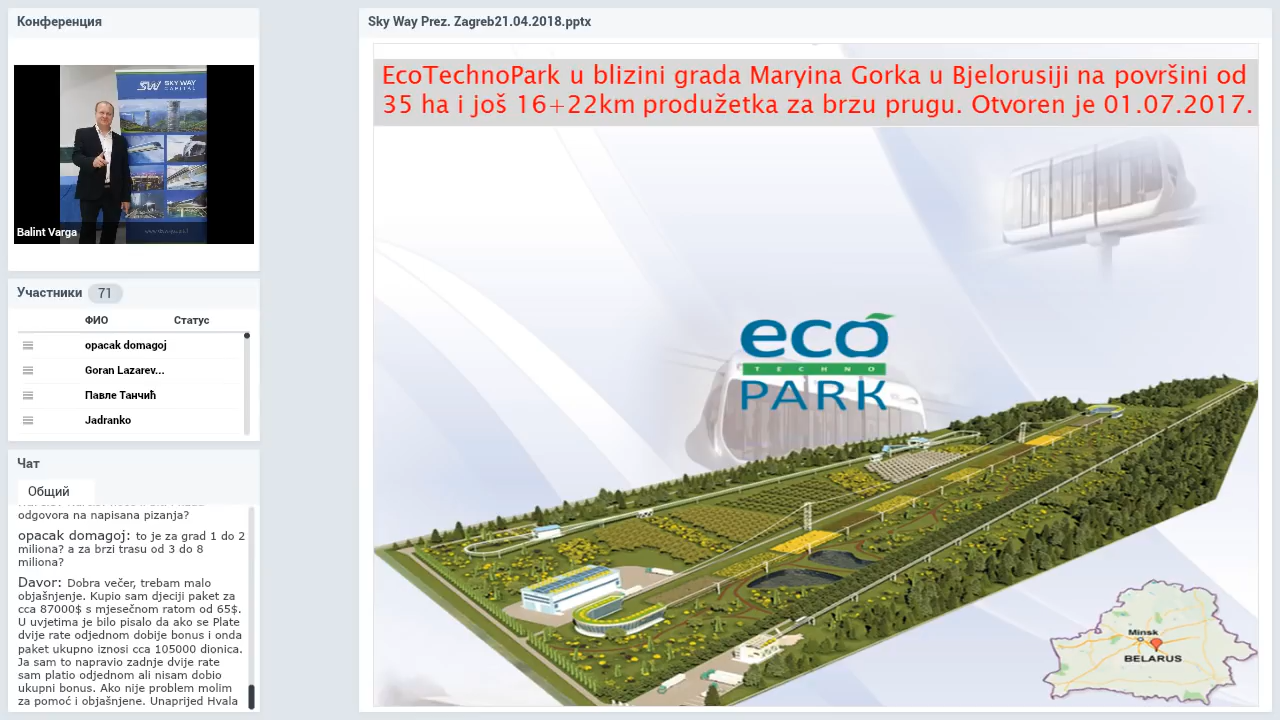 Конференция
SKY WAY
CAPITAL
Balint Varga
Участники 71
ФИО Статус
opacak domagoj
Goran Lazarev...
Павле Танчић
Jadranko
Чат
Общий
odgovora na napisana pizanja?
opacak domagoj: to je za grad 1 do 2
miliona? a za brzi trasu od 3 do 8
miliona?
Davor: Dobra večer, trebam malo
objašnjenje. Kupio sam djeciji paket za
cca 87000$ s mjesečnom ratom od 65$.
U uvjetima je bilo pisalo da ako se Plate
dvije rate odjednom dobije bonus i onda
paket ukupno iznosi cca 105000 dionica.
Ja sam to napravio zadnje dvije rate
sam platio odjednom ali nisam dobio
ukupni bonus. Ako nije problem molim
za pomoć i objašnjene. Unaprijed Hvala
Sky Way Prez. Zagreb21.04.2018.pptx
EcoTechnoPark u blizini grada Maryina Gorka u Bjelorusiji na površini od
35 ha i još 16+22km produžetka za brzu prugu. Otvoren je 01.07.2017.
eco
TECHNO
PARK
Minsk
BELARUS